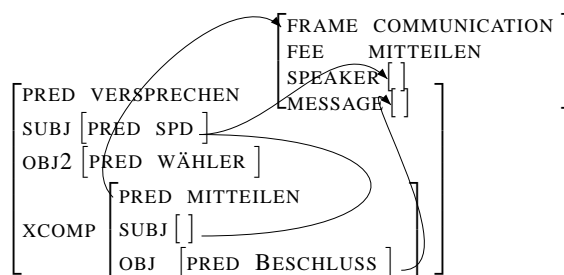 FRAME COMMUNICATION
FEE MITTEILEN
SPEAKER []
MESSAGE []
PRED VERSPRECHEN
SUBJ [PRED SPD]
OBJ2 [PRED WÄHLER]
PRED MITTEILEN
XCOMP SUBJ []
OBJ [PRED BESCHLUSS]